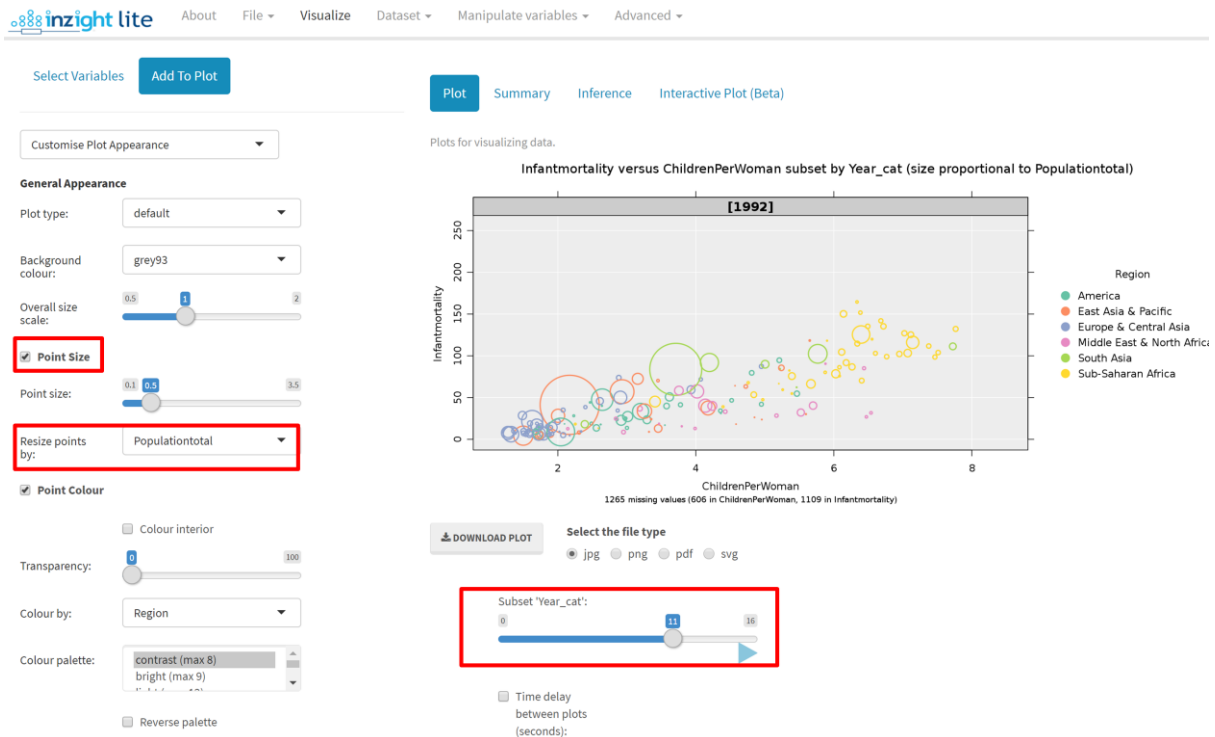 inzight lite
About File Visualize Dataset Manipulate variables Advanced
Select Variables Add To Plot
Customise Plot Appearance
General Appearance
Plot type: default
Background colour: grey93
Overall size scale: 0.5 1 2
Point Size
Point size: 0.1 0.5 3.5
Resize points by: Populationtotal
Point Colour
Colour interior
Transparency: 0 100
Colour by: Region
Colour palette: contrast (max 8)
bright (max 9)
Reverse palette
Plot Summary Inference Interactive Plot (Beta)
Plots for visualizing data.
Infantmortality versus ChildrenPerWoman subset by Year_cat (size proportional to Populationtotal)
[1992]
Infantmortality
250
200
150
100
50
0
2 4 6 8
ChildrenPerWoman
1265 missing values (606 in ChildrenPerWoman, 1109 in Infantmortality)
Region
America
East Asia & Pacific
Europe & Central Asia
Middle East & North Africa
South Asia
Sub-Saharan Africa
DOWNLOAD PLOT
Select the file type
jpg png pdf svg
Subset 'Year_cat':
0 11 16
Time delay
between plots
(seconds):